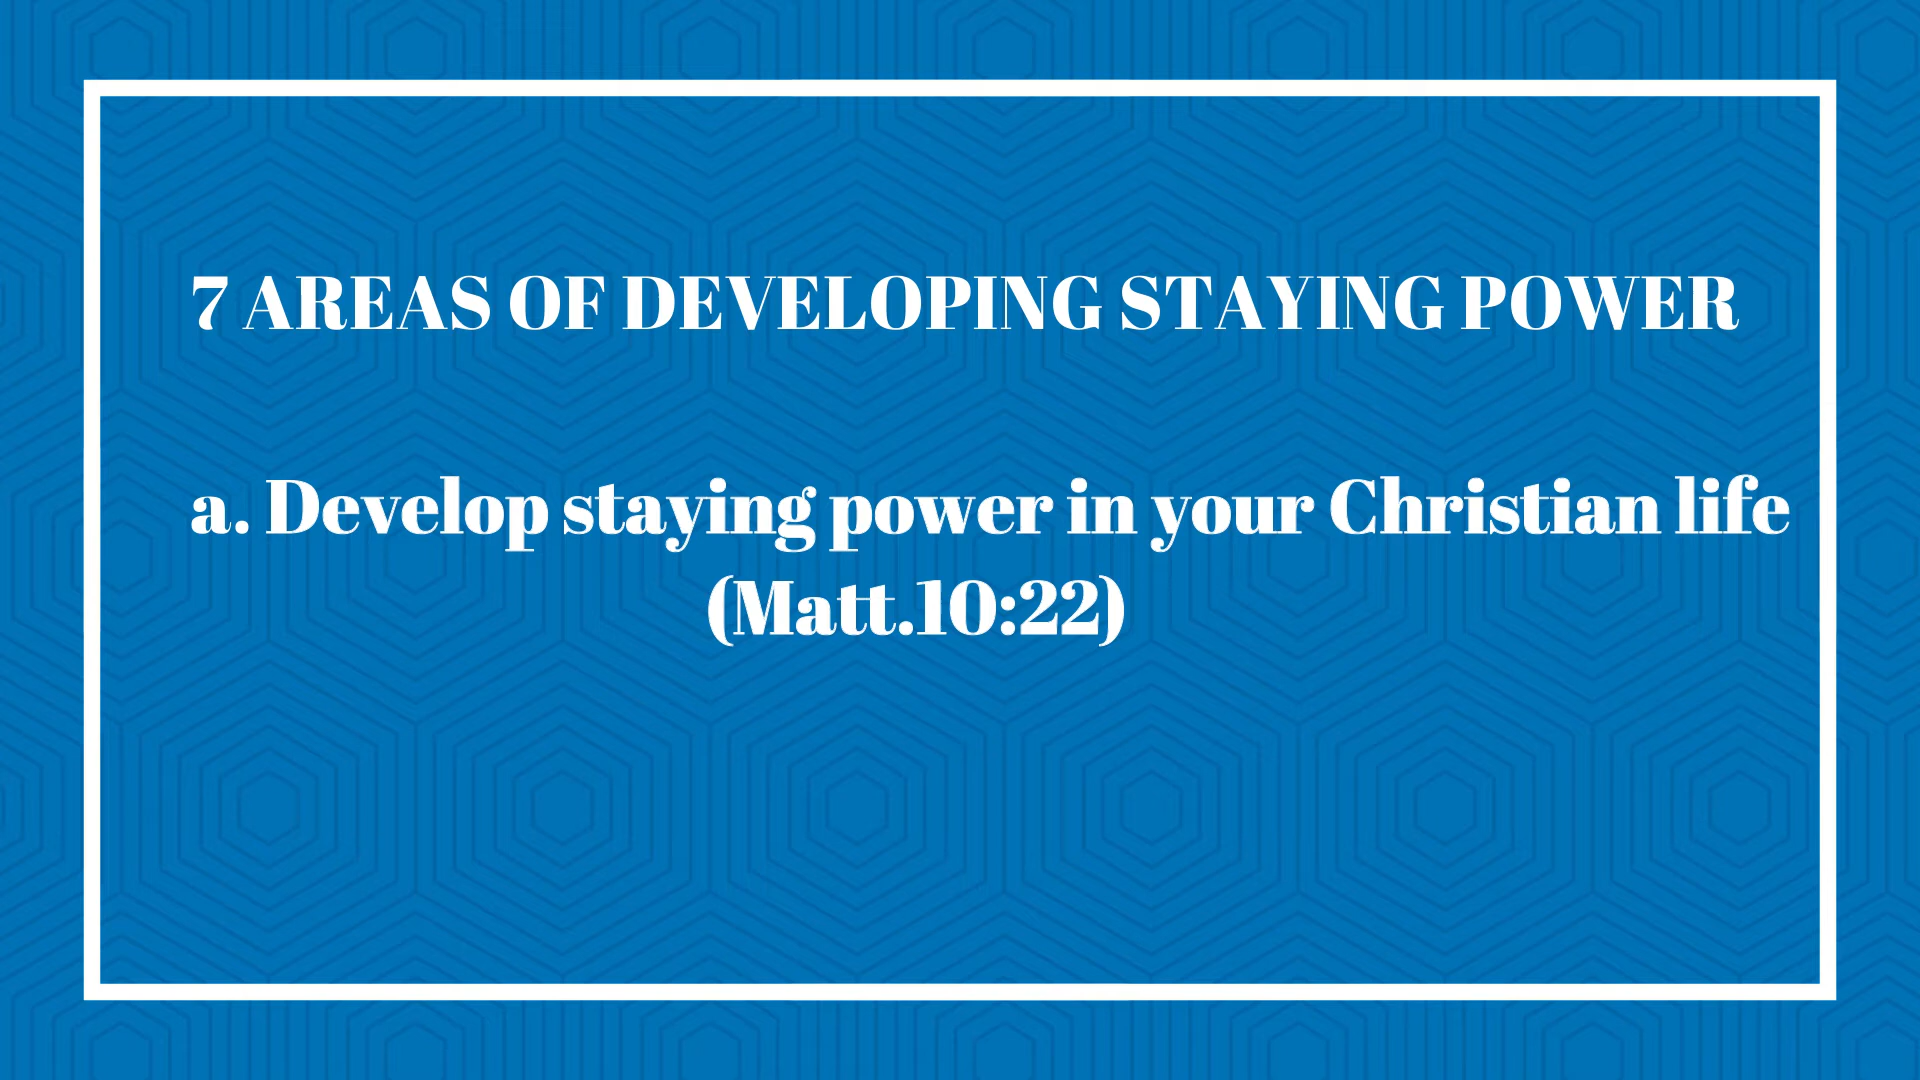 7 AREAS OF DEVELOPING STAYING POWER
a. Develop staying power in your Christian life
(Matt.10:22)